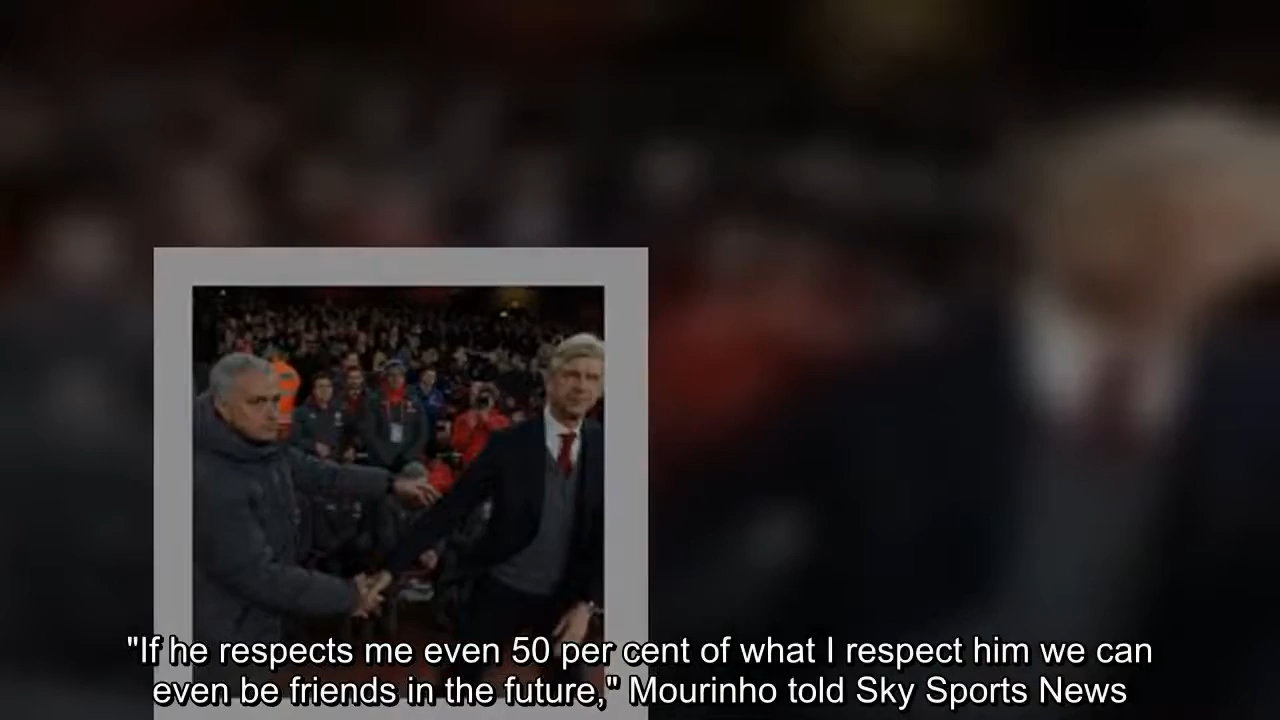 "If he respects me even 50 per cent of what I respect him we can
even be friends in the future," Mourinho told Sky Sports News